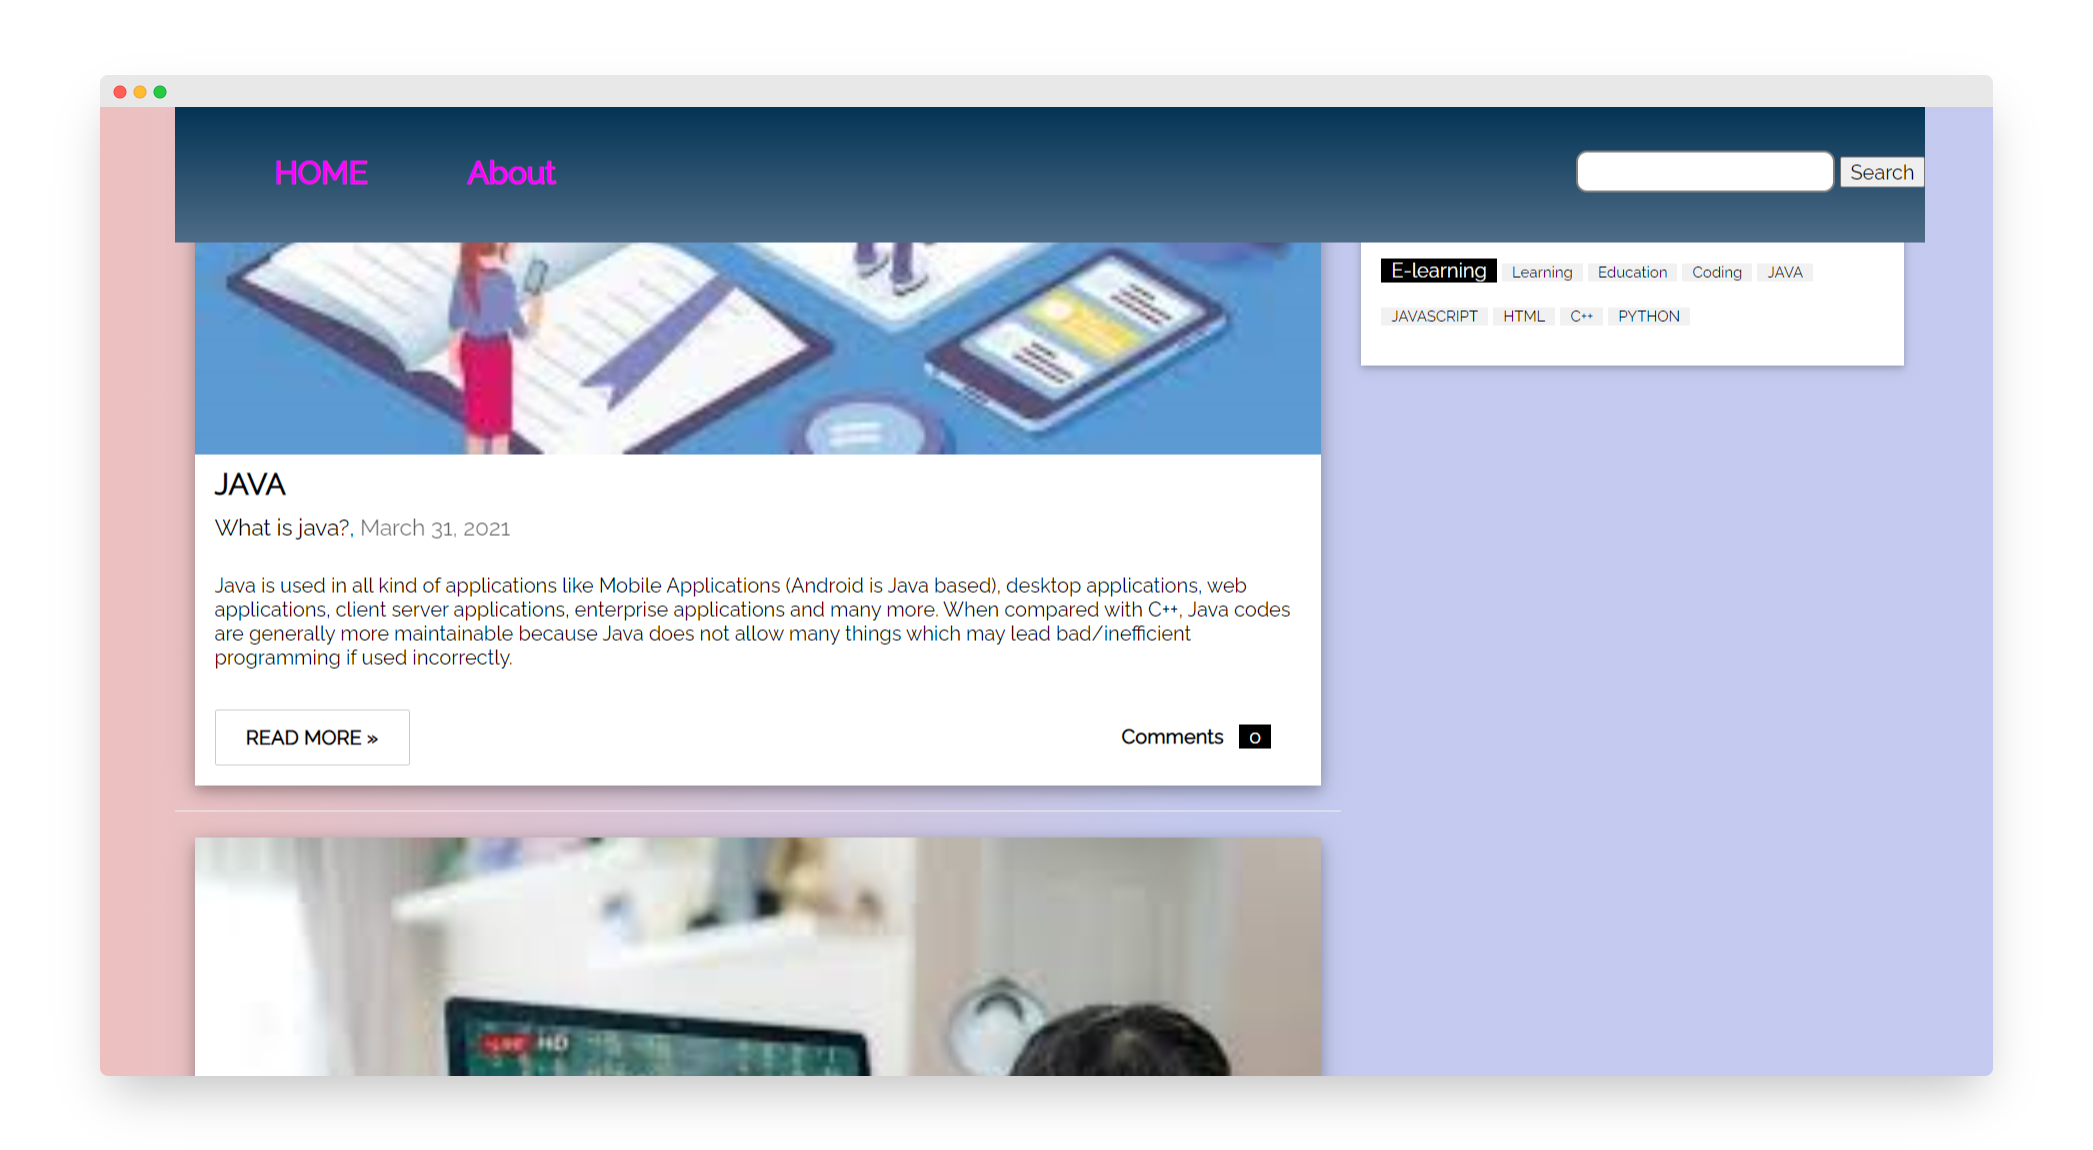 HOME About Search
E-learning Learning Education Coding JAVA
JAVASCRIPT HTML C++ PYTHON
JAVA
What is java?, March 31, 2021
Java is used in all kind of applications like Mobile Applications (Android is Java based), desktop applications, web
applications, client server applications, enterprise applications and many more. When compared with C++, Java codes
are generally more maintainable because Java does not allow many things which may lead bad/inefficient
programming if used incorrectly.
READ MORE » Comments 0
LIVE HD